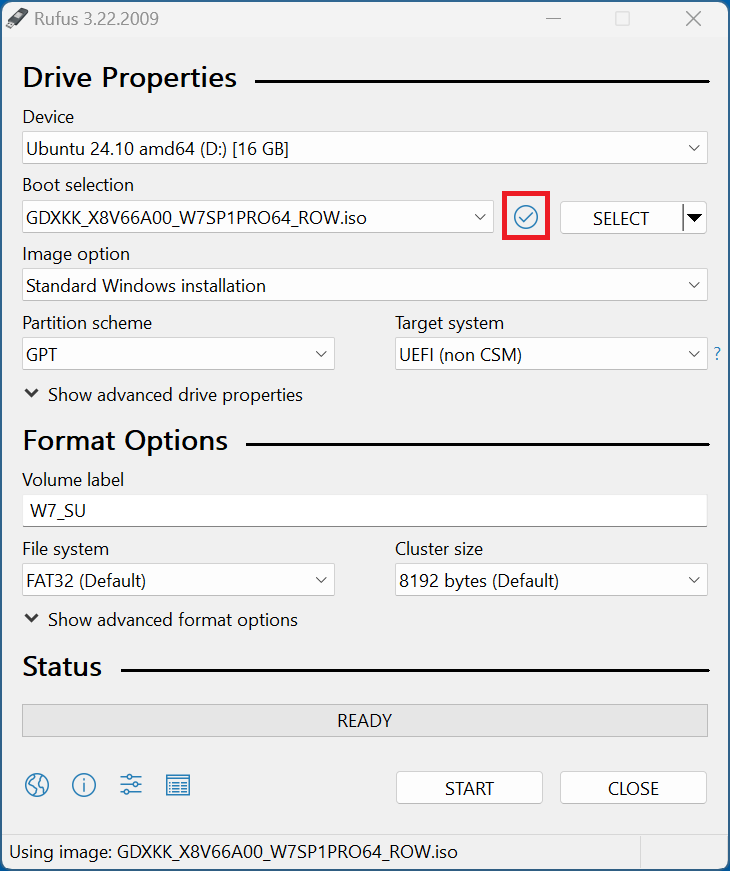 Rufus 3.22.2009
Drive Properties
Device
Ubuntu 24.10 amd64 (D:) [16 GB]
Boot selection
GDXKK_X8V66A00_W7SP1PRO64_ROW.iso
SELECT
Image option
Standard Windows installation
Partition scheme Target system
GPT UEFI (non CSM) ?
Show advanced drive properties
Format Options
Volume label
W7_SU
File system Cluster size
FAT32 (Default) 8192 bytes (Default)
Show advanced format options
Status
READY
START CLOSE
Using image: GDXKK_X8V66A00_W7SP1PRO64_ROW.iso